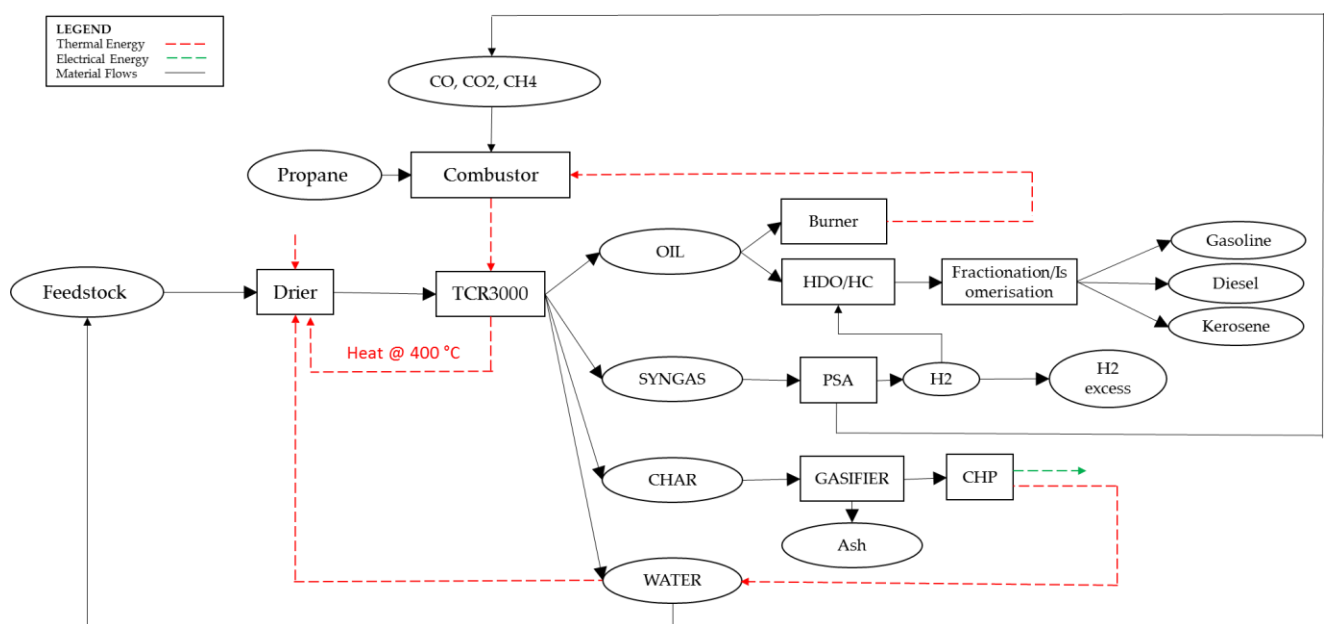 LEGEND
Thermal Energy
Electrical Energy
Material Flows
CO, CO2, CH4
Propane
Combustor
Burner
OIL
Gasoline
Feedstock
Drier
TCR3000
HDO/HC
Fractionation/Is
omerisation
Diesel
Kerosene
Heat @ 400 °C
SYNGAS
PSA
H2
H2
excess
CHAR
GASIFIER
CHP
Ash
WATER